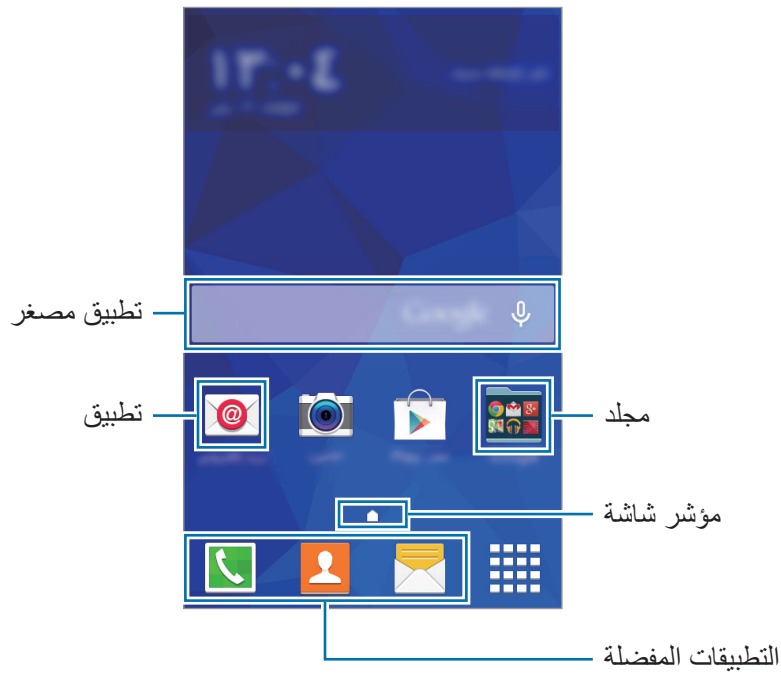 ١٣:٠٤
Google
تطبيق مصغر
تطبيق
مجلد
مؤشر شاشة
التطبيقات المفضلة